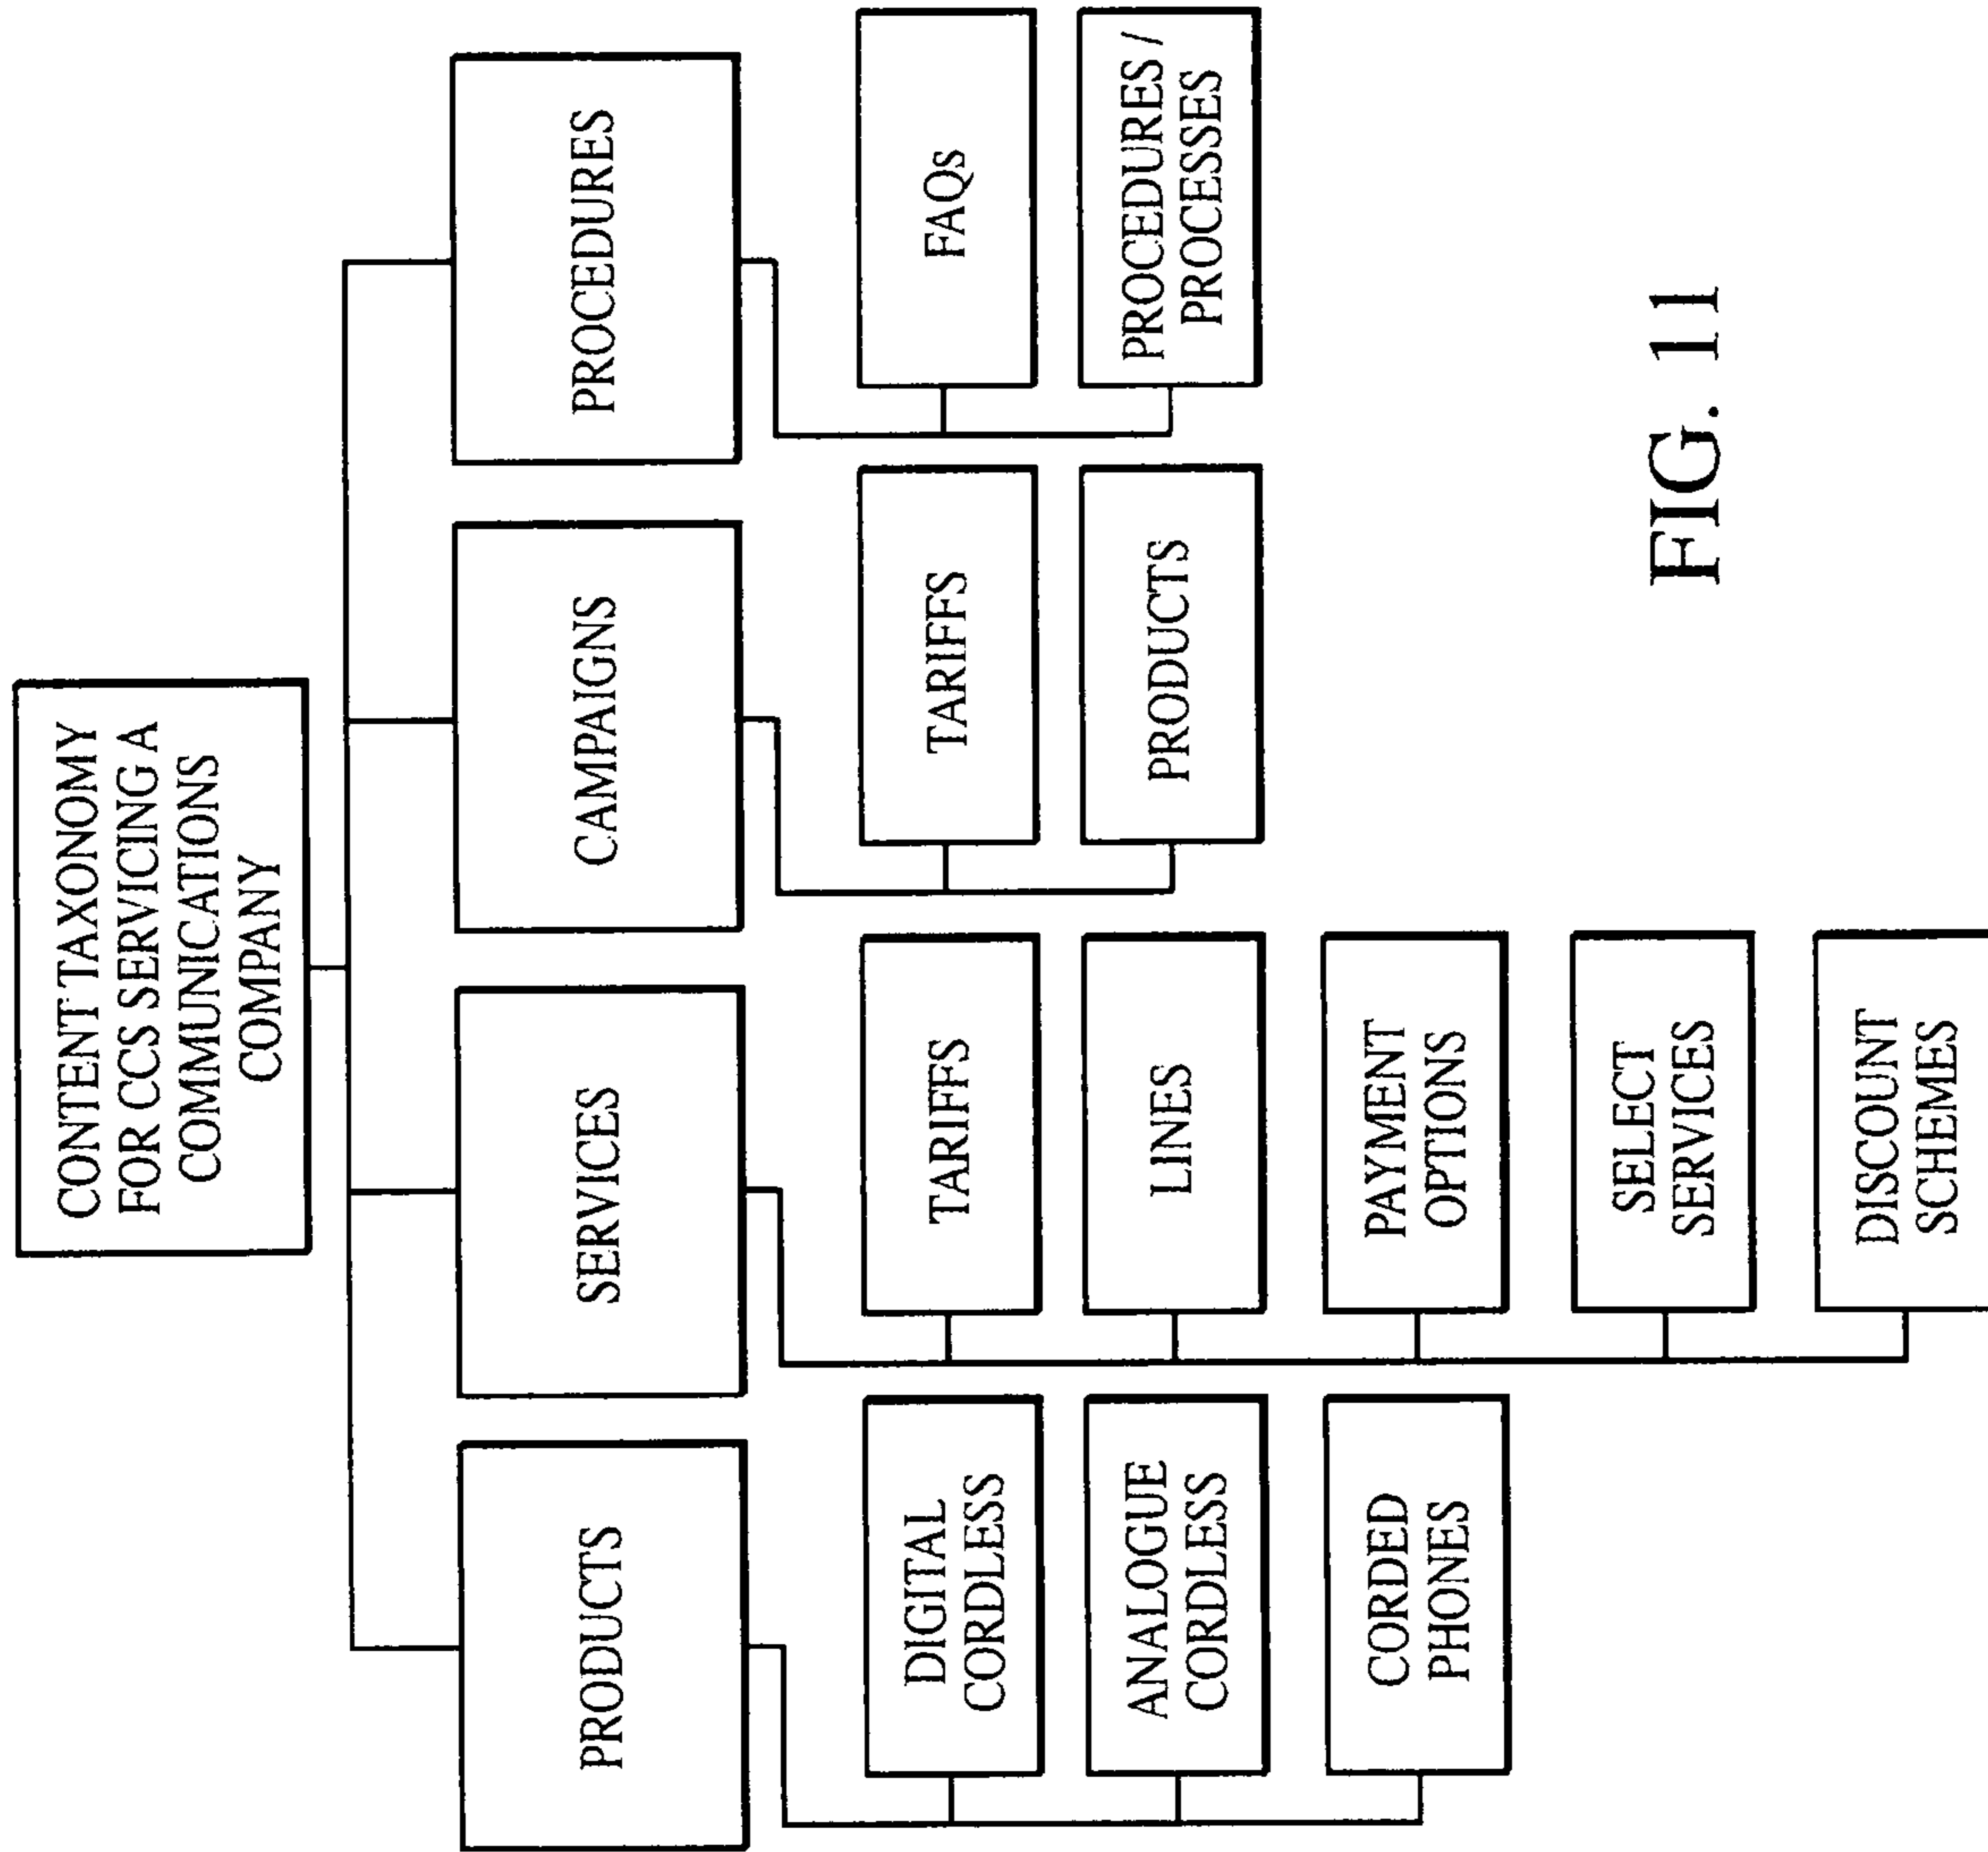 CONTENT TAXONOMY
FOR CCS SERVICING A
COMMUNICATIONS
COMPANY
PRODUCTS
SERVICES
CAMPAIGNS
PROCEDURES
DIGITAL
CORDLESS
ANALOGUE
CORDLESS
CORDED
PHONES
TARIFFS
LINES
PAYMENT
OPTIONS
SELECT
SERVICES
DISCOUNT
SCHEMES
TARIFFS
PRODUCTS
FAQs
PROCEDURES /
PROCESSES
FIG. 11